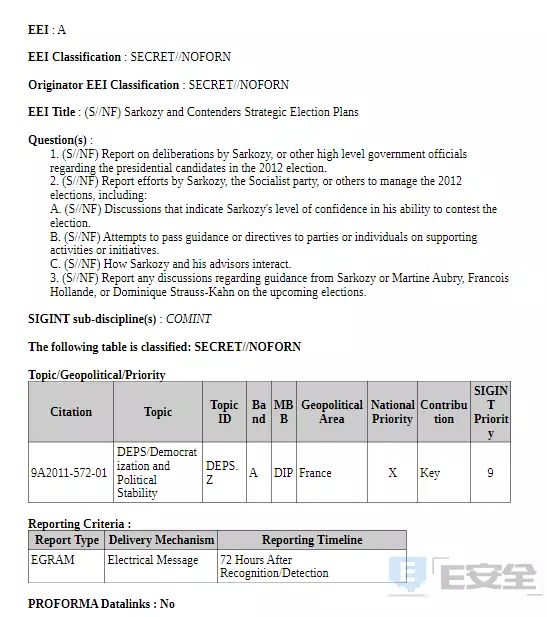 EEI : A
EEI Classification : SECRET//NOFORN
Originator EEI Classification : SECRET//NOFORN
EEI Title : (S//NF) Sarkozy and Contenders Strategic Election Plans
Question(s) :
1. (S//NF) Report on deliberations by Sarkozy, or other high level government officials
regarding the presidential candidates in the 2012 election.
2. (S//NF) Report efforts by Sarkozy, the Socialist party, or others to manage the 2012
elections, including:
A. (S//NF) Discussions that indicate Sarkozy's level of confidence in his ability to contest the
election.
B. (S//NF) Attempts to pass guidance or directives to parties or individuals on supporting
activities or initiatives.
C. (S//NF) How Sarkozy and his advisors interact.
3. (S//NF) Report any discussions regarding guidance from Sarkozy or Martine Aubry, Francois
Hollande, or Dominique Strauss-Kahn on the upcoming elections.
SIGINT sub-discipline(s) : COMINT
The following table is classified: SECRET//NOFORN
Topic/Geopolitical/Priority
Citation Topic Topic ID Ba nd MB B Geopolitical Area National Priority Contribu tion SIGIN T Priorit y
9A2011-572-01 DEPS/Democrat ization and Political Stability DEPS. Z A DIP France X Key 9
Reporting Criteria :
Report Type Delivery Mechanism Reporting Timeline
EGRAM Electrical Message 72 Hours After
Recognition/Detection
E安全
PROFORMA Datalinks : No